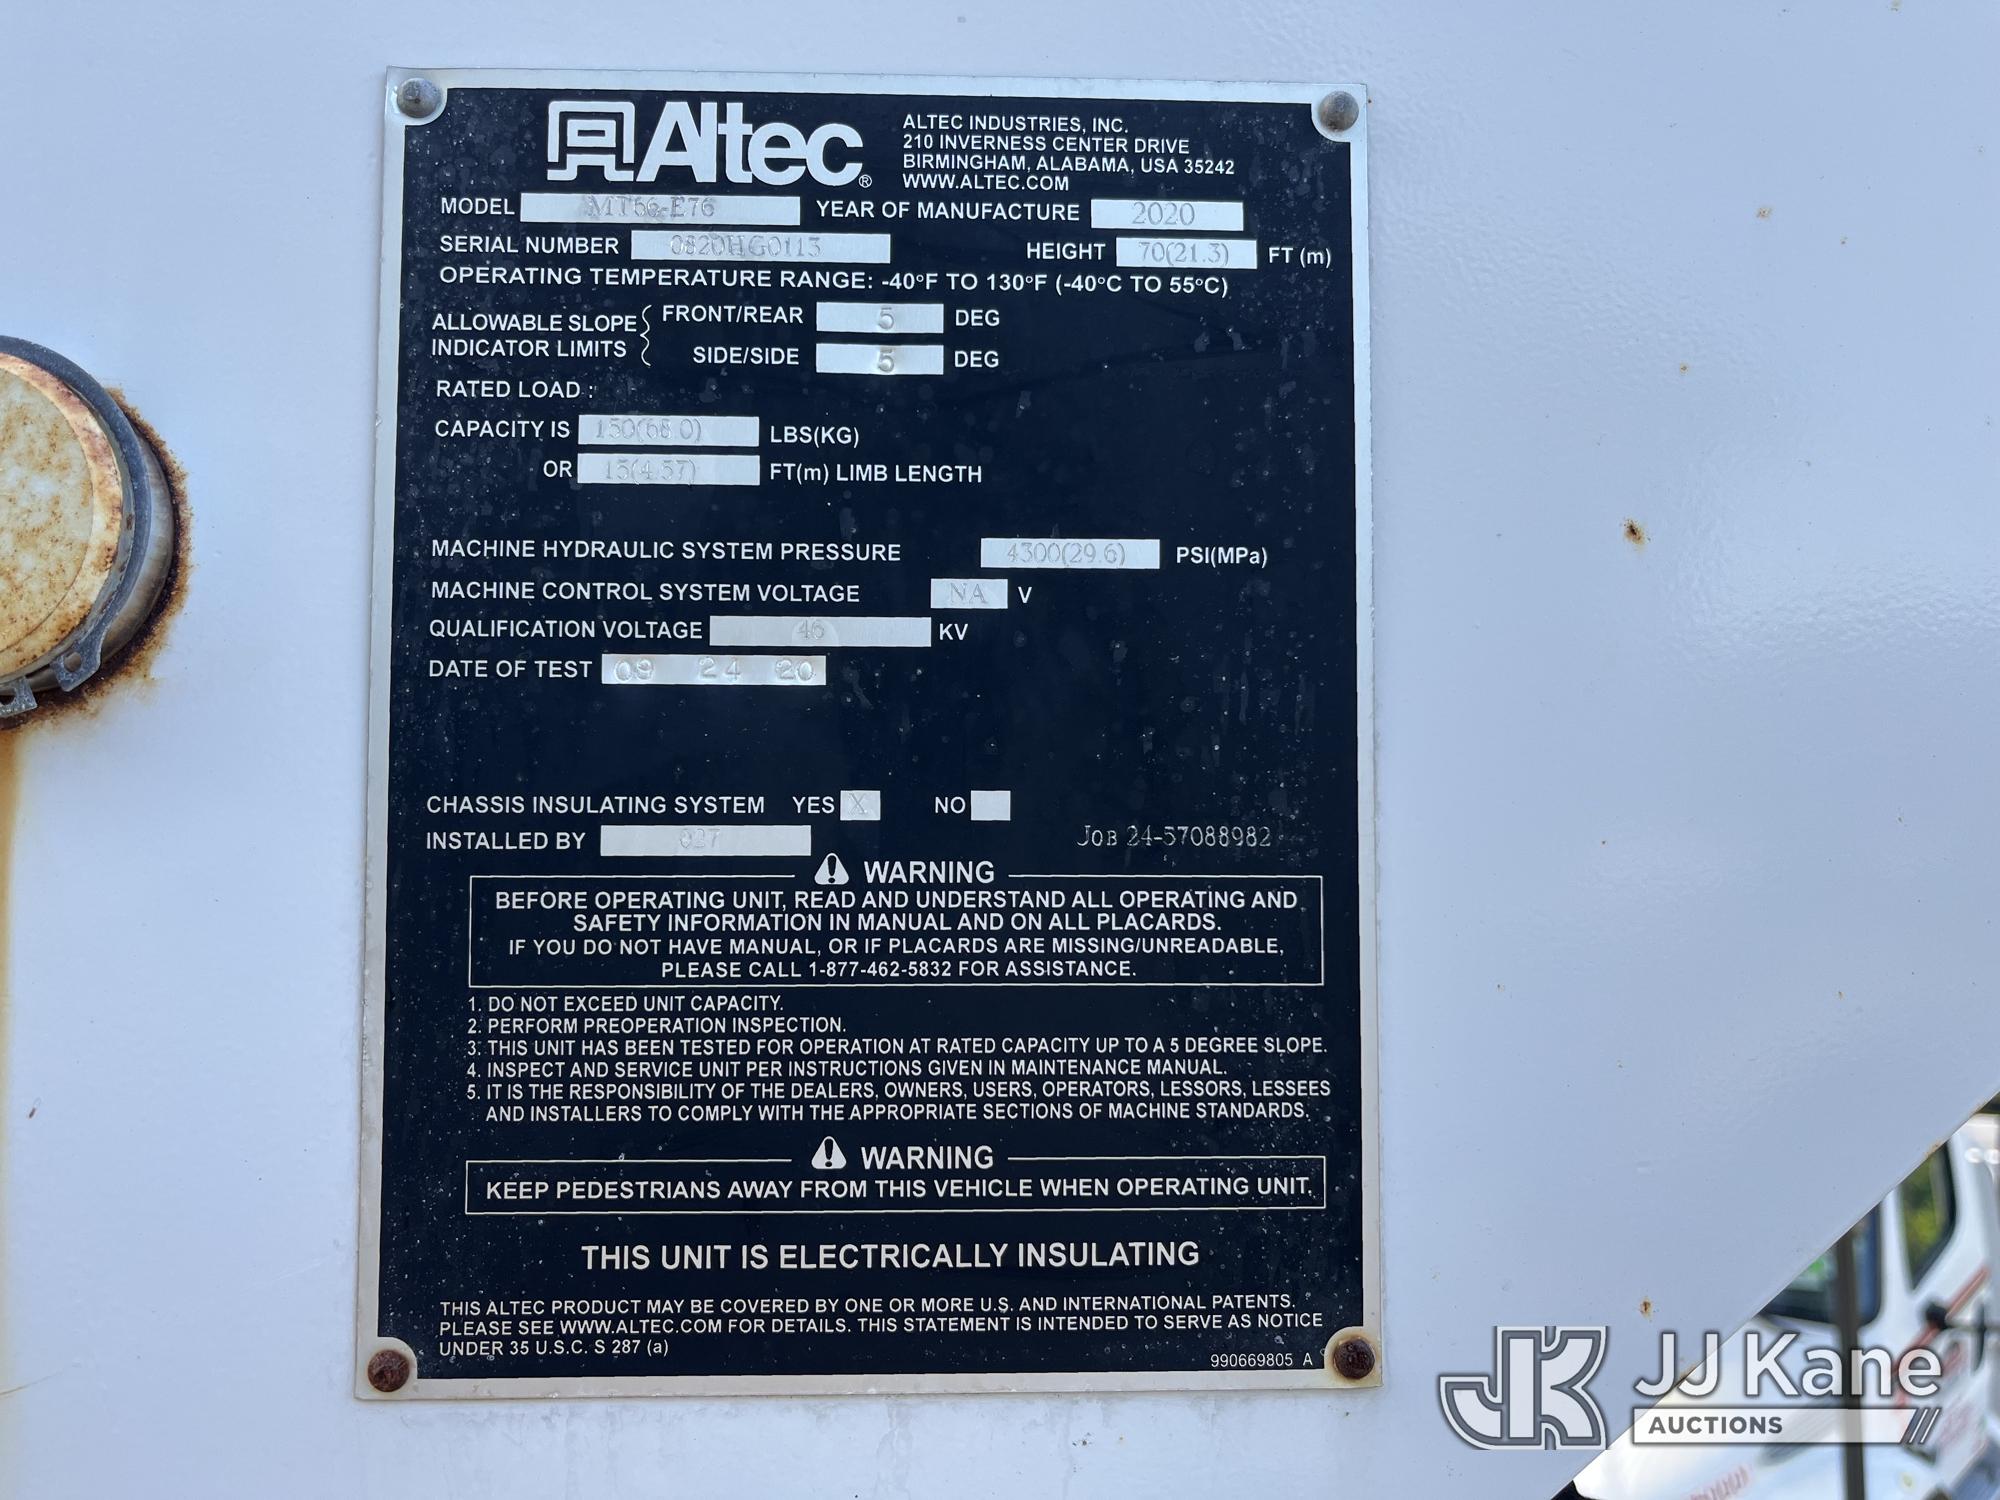 Altec®
ALTEC INDUSTRIES, INC.
210 INVERNESS CENTER DRIVE
BIRMINGHAM, ALABAMA, USA 35242
WWW.ALTEC.COM
MODEL MT66-E76 YEAR OF MANUFACTURE 2020
SERIAL NUMBER 0820HG0113 HEIGHT 70(21.3) FT (m)
OPERATING TEMPERATURE RANGE: -40°F TO 130°F (-40°C TO 55°C)
ALLOWABLE SLOPE INDICATOR LIMITS { FRONT/REAR 5 DEG
SIDE/SIDE 5 DEG
RATED LOAD :
CAPACITY IS 150(68.0) LBS(KG)
OR 15(4.57) FT(m) LIMB LENGTH
MACHINE HYDRAULIC SYSTEM PRESSURE 4300(29.6) PSI(MPa)
MACHINE CONTROL SYSTEM VOLTAGE NA V
QUALIFICATION VOLTAGE 46 KV
DATE OF TEST 09 24 20
CHASSIS INSULATING SYSTEM YES X NO
INSTALLED BY 027 JOB 24-57088982
WARNING
BEFORE OPERATING UNIT, READ AND UNDERSTAND ALL OPERATING AND
SAFETY INFORMATION IN MANUAL AND ON ALL PLACARDS.
IF YOU DO NOT HAVE MANUAL, OR IF PLACARDS ARE MISSING/UNREADABLE,
PLEASE CALL 1-877-462-5832 FOR ASSISTANCE.
1. DO NOT EXCEED UNIT CAPACITY.
2. PERFORM PREOPERATION INSPECTION.
3. THIS UNIT HAS BEEN TESTED FOR OPERATION AT RATED CAPACITY UP TO A 5 DEGREE SLOPE.
4. INSPECT AND SERVICE UNIT PER INSTRUCTIONS GIVEN IN MAINTENANCE MANUAL.
5. IT IS THE RESPONSIBILITY OF THE DEALERS, OWNERS, USERS, OPERATORS, LESSORS, LESSEES
AND INSTALLERS TO COMPLY WITH THE APPROPRIATE SECTIONS OF MACHINE STANDARDS.
WARNING
KEEP PEDESTRIANS AWAY FROM THIS VEHICLE WHEN OPERATING UNIT.
THIS UNIT IS ELECTRICALLY INSULATING
THIS ALTEC PRODUCT MAY BE COVERED BY ONE OR MORE U.S. AND INTERNATIONAL PATENTS.
PLEASE SEE WWW.ALTEC.COM FOR DETAILS. THIS STATEMENT IS INTENDED TO SERVE AS NOTICE
UNDER 35 U.S.C. S 287 (a)
990669805 A
JK JJ Kane
AUCTIONS